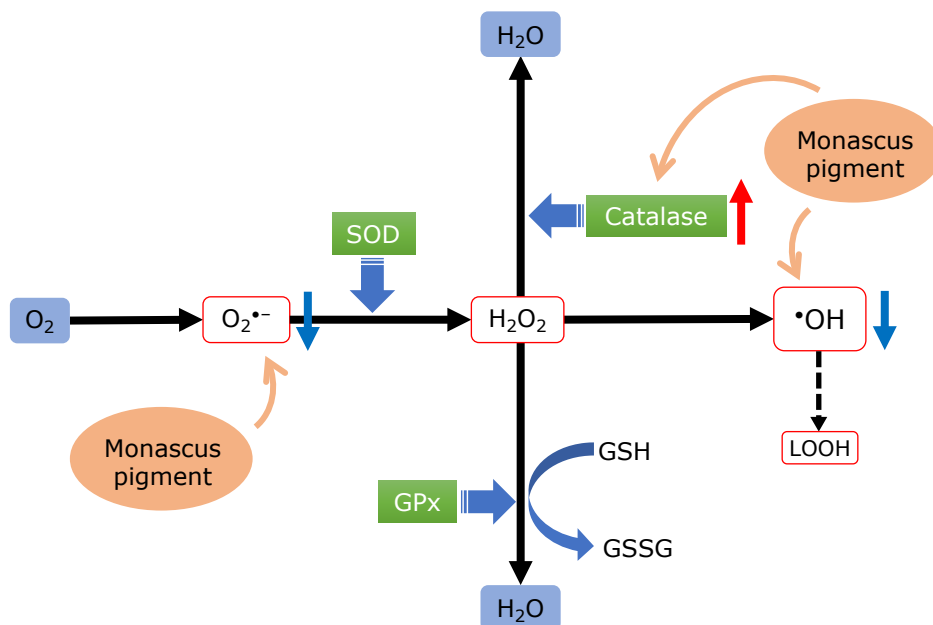 H₂O
Monascus
pigment
Catalase
SOD
O₂
O₂•−
H₂O₂
•OH
Monascus
pigment
LOOH
GSH
GPx
GSSG
H₂O